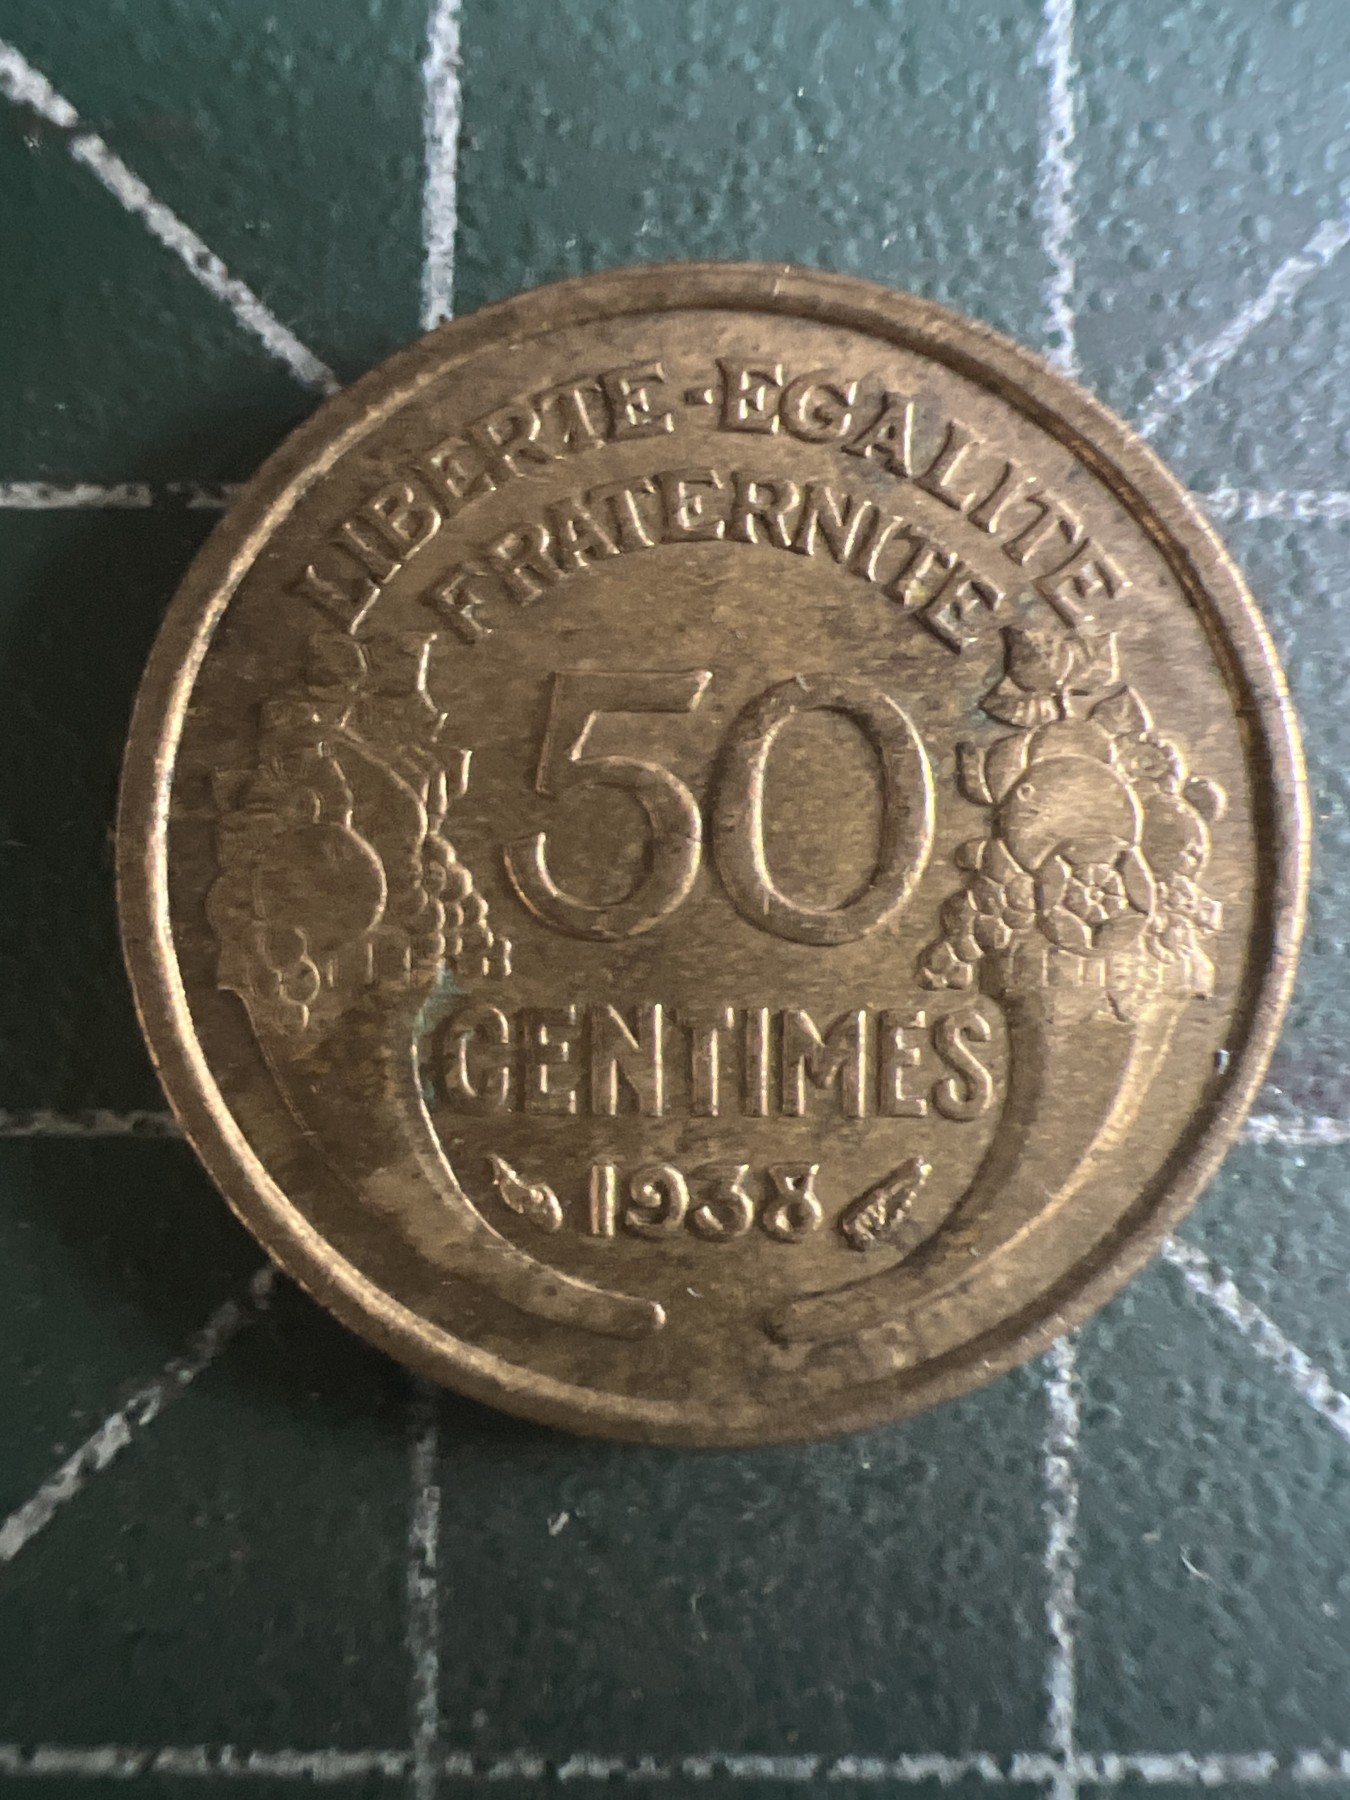 LIBERTE-EGALITE
FRATERNITE
50
CENTIMES
1938